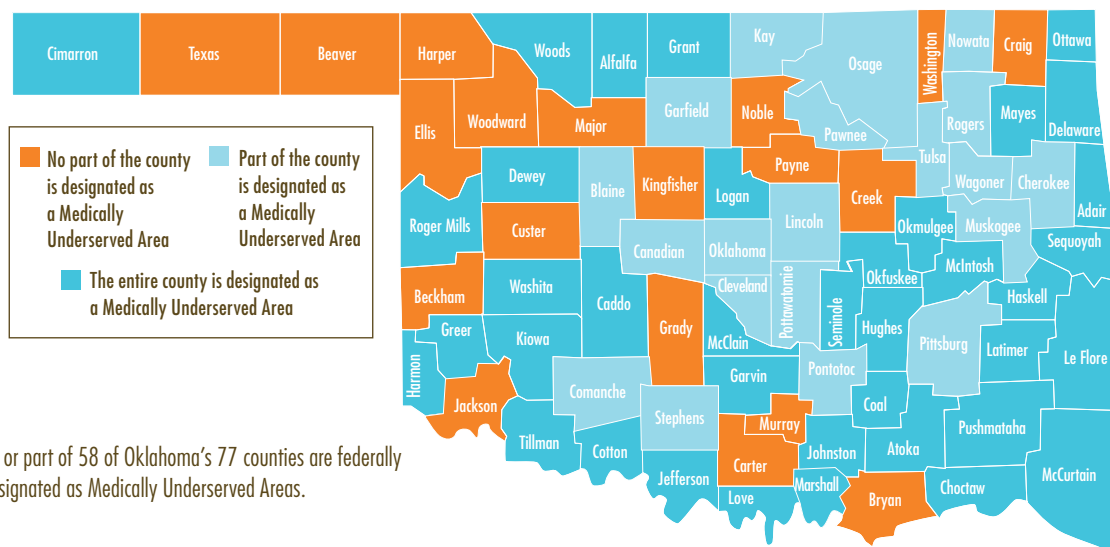 Cimarron
Texas
Beaver
Harper
Woods
Alfalfa
Grant
Kay
Osage
Washington
Nowata
Craig
Ottawa
Ellis
Woodward
Major
Garfield
Noble
Pawnee
Rogers
Mayes
Delaware
No part of the county
is designated as
a Medically
Underserved Area
Part of the county
is designated as
a Medically
Underserved Area
The entire county is designated as
a Medically Underserved Area
Dewey
Blaine
Kingfisher
Logan
Payne
Creek
Tulsa
Wagoner
Cherokee
Adair
Roger Mills
Custer
Canadian
Oklahoma
Lincoln
Okmulgee
Muskogee
Sequoyah
Beckham
Washita
Caddo
Cleveland
Pottawatomie
Seminole
Okfuskee
McIntosh
Haskell
Greer
Kiowa
Grady
McClain
Hughes
Pittsburg
Latimer
Le Flore
Harmon
Jackson
Comanche
Stephens
Garvin
Pontotoc
Coal
Pushmataha
Tillman
Cotton
Murray
Johnston
Atoka
McCurtain
Jefferson
Carter
Love
Marshall
Bryan
Choctaw
or part of 58 of Oklahoma's 77 counties are federally
signated as Medically Underserved Areas.